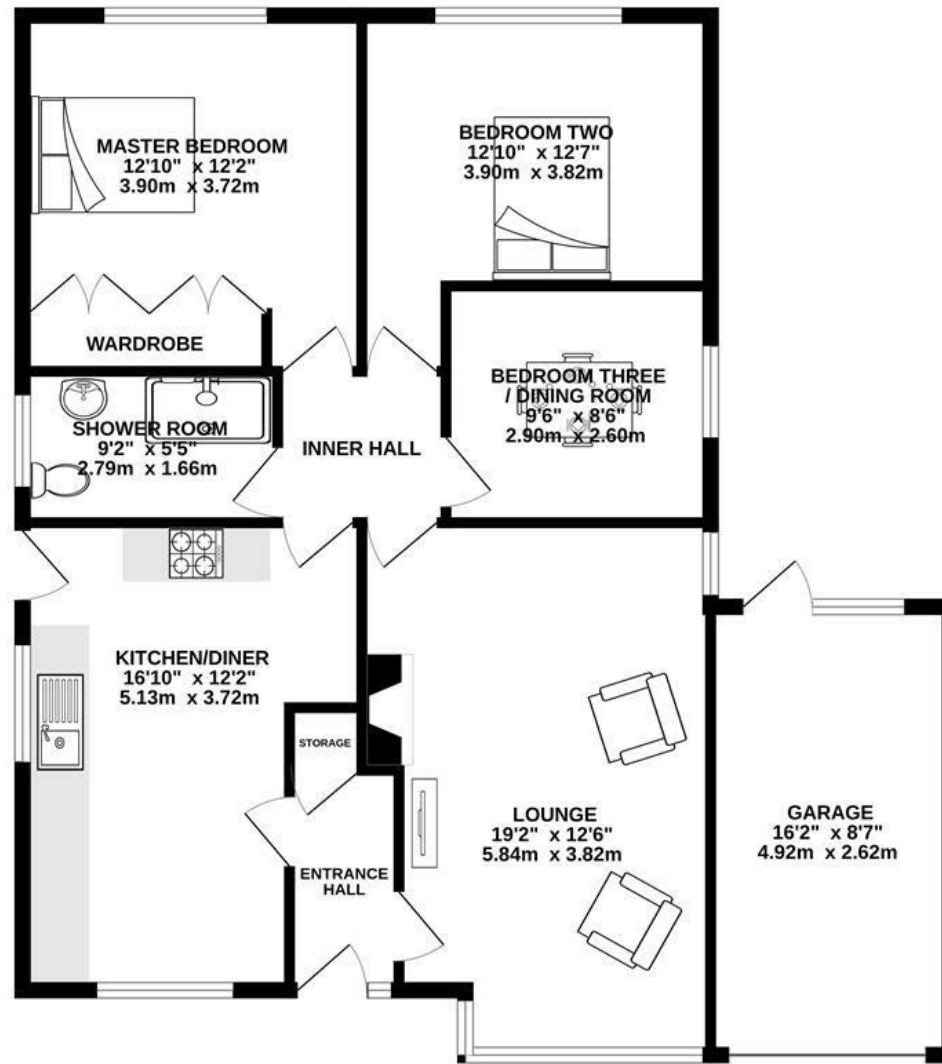 MASTER BEDROOM
12'10" x 12'2"
3.90m x 3.72m
BEDROOM TWO
12'10" x 12'7"
3.90m x 3.82m
WARDROBE
BEDROOM THREE
/ DINING ROOM
9'6" x 8'6"
2.90m x 2.60m
SHOWER ROOM
9'2" x 5'5"
2.79m x 1.66m
INNER HALL
KITCHEN/DINER
16'10" x 12'2"
5.13m x 3.72m
STORAGE
LOUNGE
19'2" x 12'6"
5.84m x 3.82m
GARAGE
16'2" x 8'7"
4.92m x 2.62m
ENTRANCE
HALL